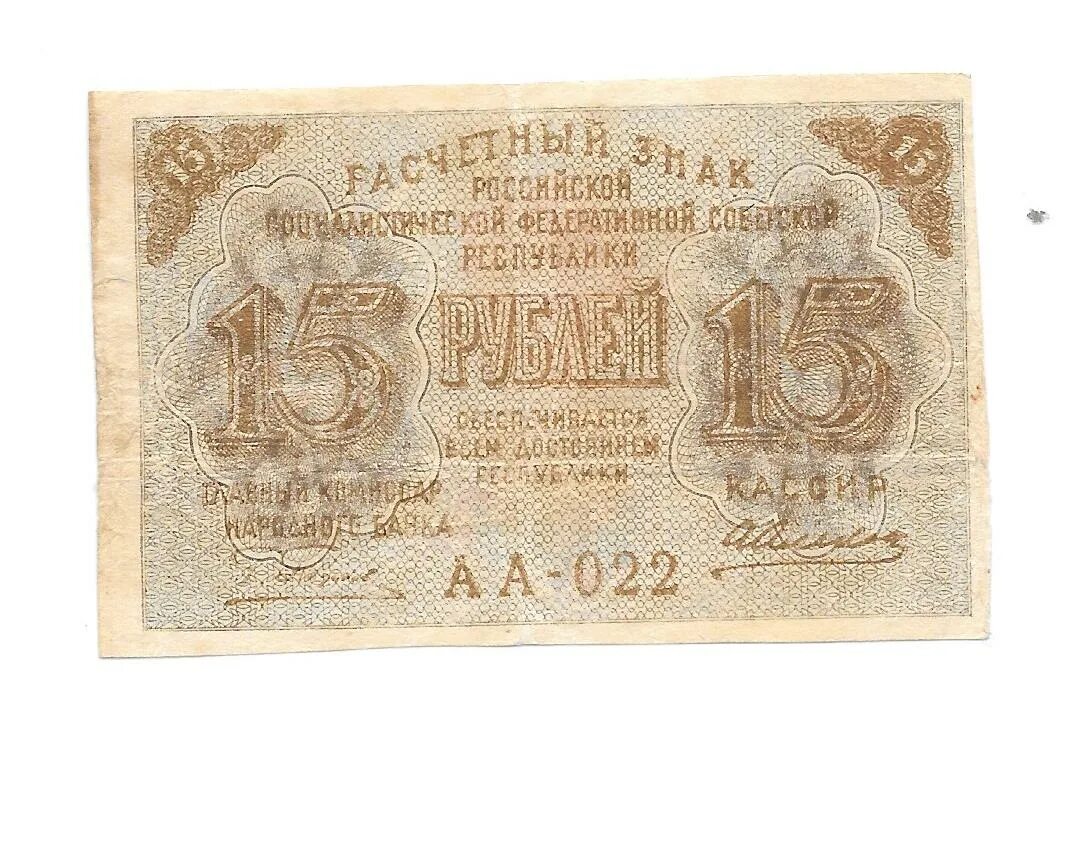 15 15
РАСЧЕТНЫЙ ЗНАК
РОССИЙСКОЙ
СОЦИАЛИСТИЧЕСКОЙ ФЕДЕРАТИВНОЙ СОВЕТСКОЙ
РЕСПУБЛИКИ
15 РУБЛЕЙ 15
ОБЕСПЕЧИВАЕТСЯ
ВСЕМ ДОСТОЯНИЕМ
РЕСПУБЛИКИ
ГЛАВНЫЙ КОМИССАР
НАРОДНОГО БАНКА
КАССИР
АА-022